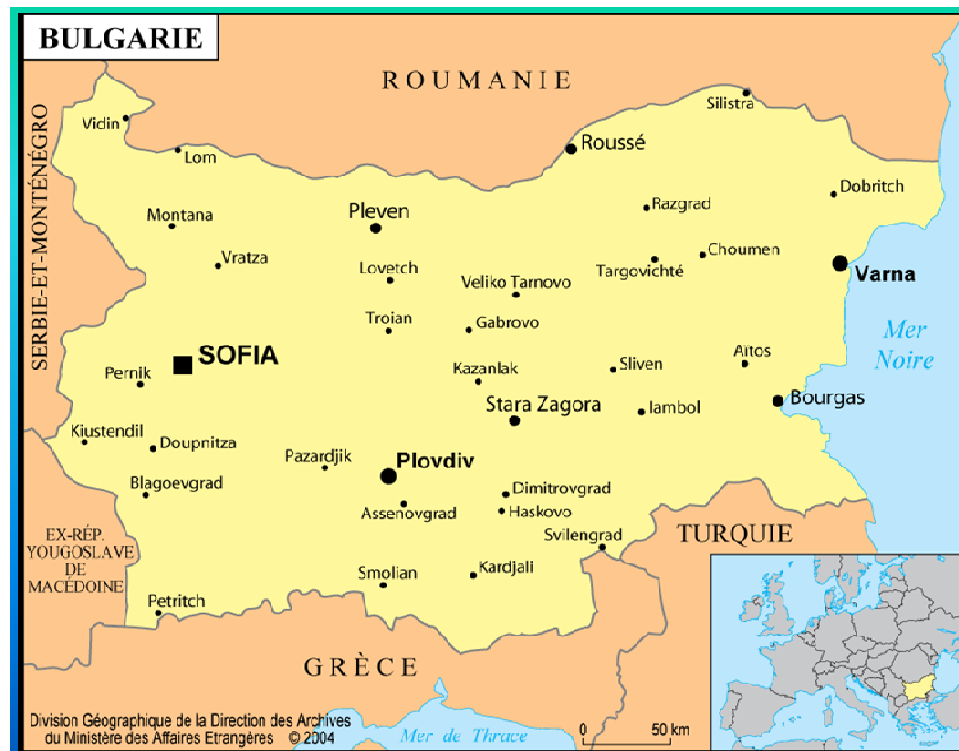 BULGARIE
ROUMANIE
Silistra
Vidin
Lom
Roussé
SERBIE-ET-MONTÉNÉGRO
Dobritch
Montana
Pleven
Razgrad
Vratza
Lovetch
Veliko Tarnovo
Targovichté
Choumen
Varna
Troian
Gabrovo
Mer
Noire
SOFIA
Pernik
Kazanlak
Sliven
Aïtos
Stara Zagora
Iambol
Bourgas
Kiustendil
Doupnitza
Pazardjik
Plovdiv
Blagoevgrad
Assenovgrad
Dimitrovgrad
Haskovo
Svilengrad
TURQUIE
EX-RÉP.
YOUGOSLAVE
DE
MACÉDOINE
Smolian
Kardjali
Petritch
GRÈCE
Division Géographique de la Direction des Archives
du Ministère des Affaires Etrangères © 2004
Mer de Thrace
0 50 km